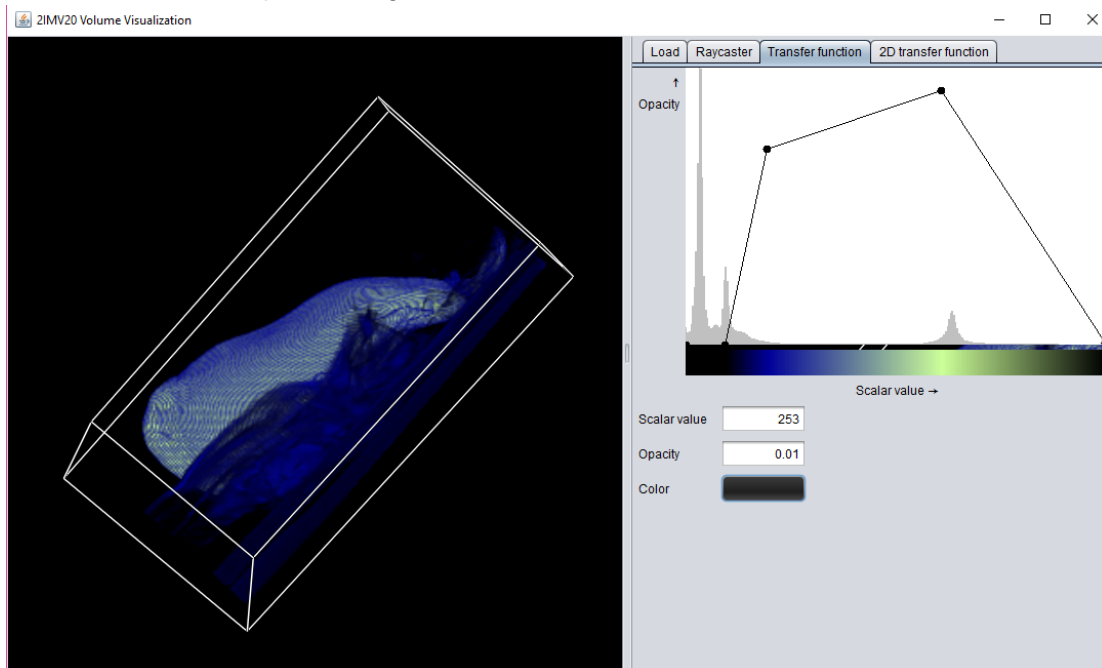 2IMV20 Volume Visualization
Load Raycaster Transfer function 2D transfer function
↑
Opacity
Scalar value →
Scalar value 253
Opacity 0.01
Color